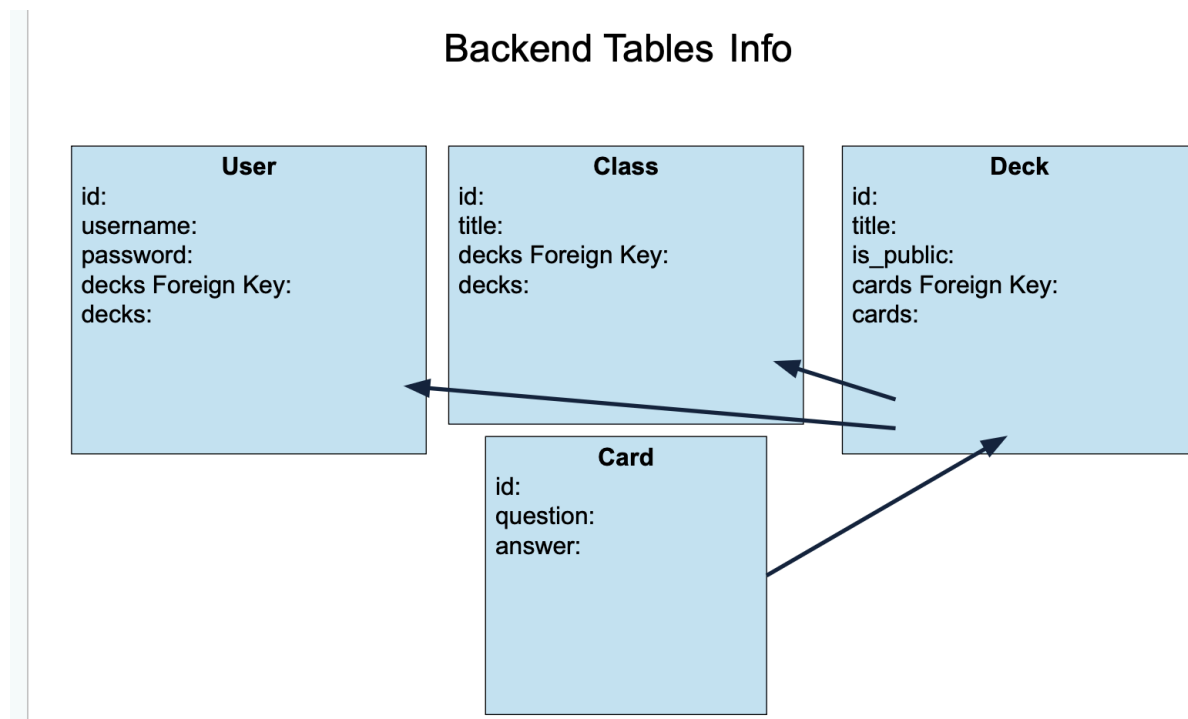 Backend Tables Info
User
id:
username:
password:
decks Foreign Key:
decks:
Class
id:
title:
decks Foreign Key:
decks:
Deck
id:
title:
is_public:
cards Foreign Key:
cards:
Card
id:
question:
answer: